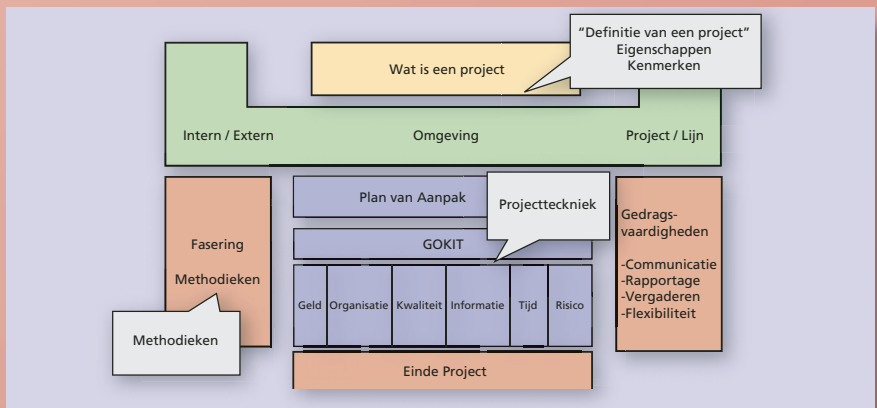 “Definitie van een project”
Eigenschappen
Kenmerken
Wat is een project
Intern / Extern
Omgeving
Project / Lijn
Plan van Aanpak
Projectteckniek
GOKIT
Fasering
Methodieken
Methodieken
Geld
Organisatie
Kwaliteit
Informatie
Tijd
Risico
Gedrags-
vaardigheden
-Communicatie
-Rapportage
-Vergaderen
-Flexibiliteit
Einde Project